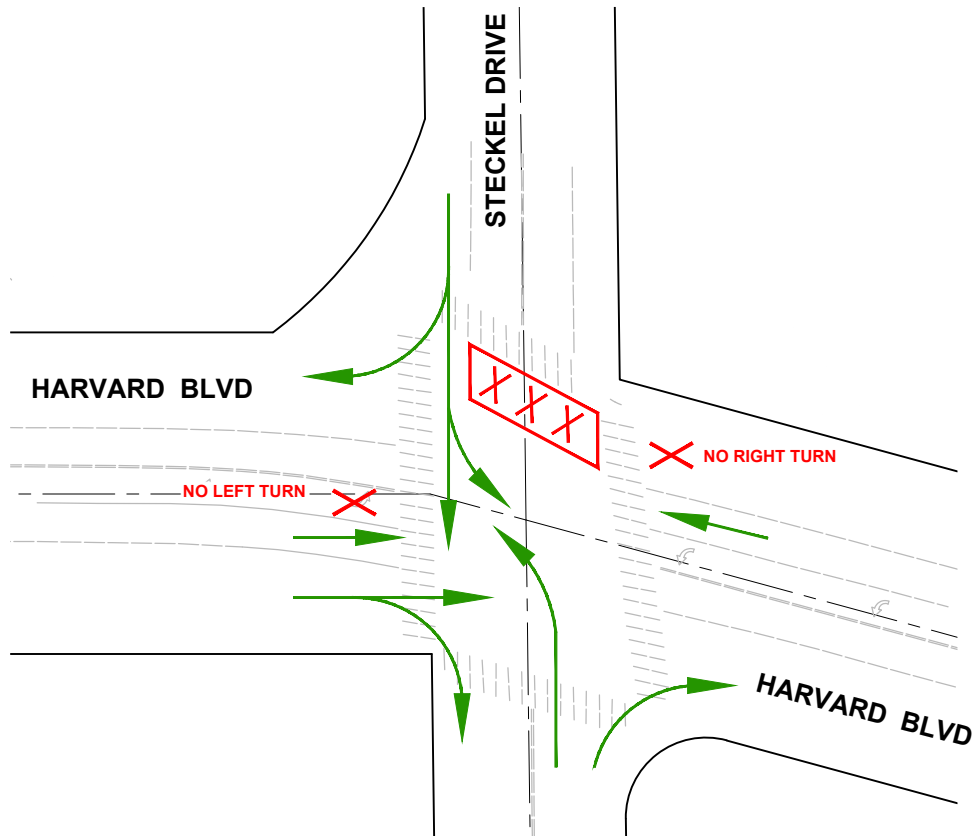 STECKEL DRIVE
HARVARD BLVD
NO RIGHT TURN
NO LEFT TURN
HARVARD BLVD